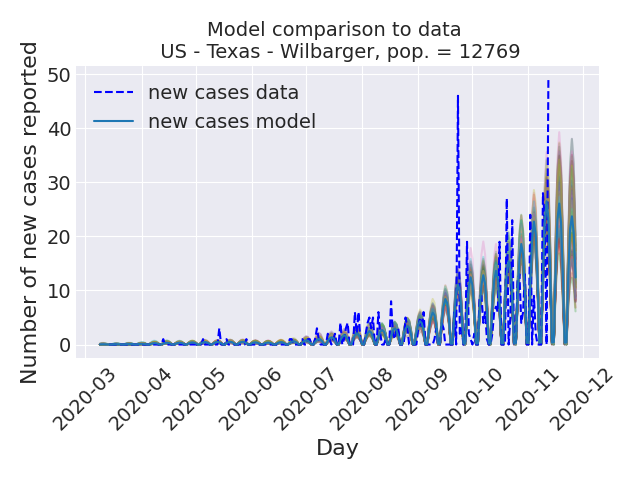 Model comparison to data
US - Texas - Wilbarger, pop. = 12769
Number of new cases reported
50
40
30
20
10
0
new cases data
new cases model
2020-03
2020-04
2020-05
2020-06
2020-07
2020-08
2020-09
2020-10
2020-11
2020-12
Day